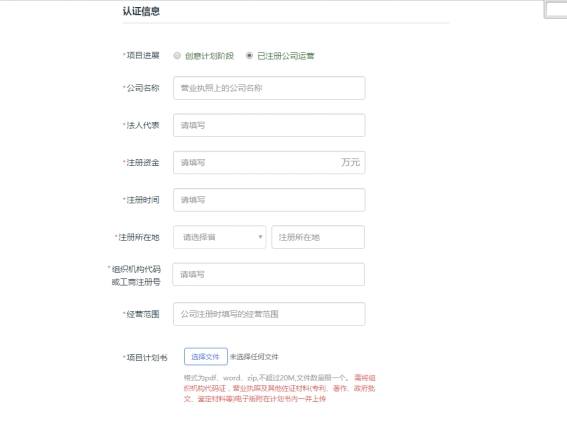 认证信息
*项目进展 创意计划阶段 已注册公司运营
*公司名称 营业执照上的公司名称
*法人代表 请填写
*注册资金 请填写 万元
*注册时间 请填写
*注册所在地 请选择省 注册所在地
*组织机构代码
或工商注册号 请填写
*经营范围 公司注册时填写的经营范围
*项目计划书 选择文件 未选择任何文件
格式为pdf、word、zip,不超过20M,文件数量限一个。 需将组
织机构代码证，营业执照及其他佐证材料(专利、著作、政府批
文、鉴定材料等)电子版附在计划书内一并上传